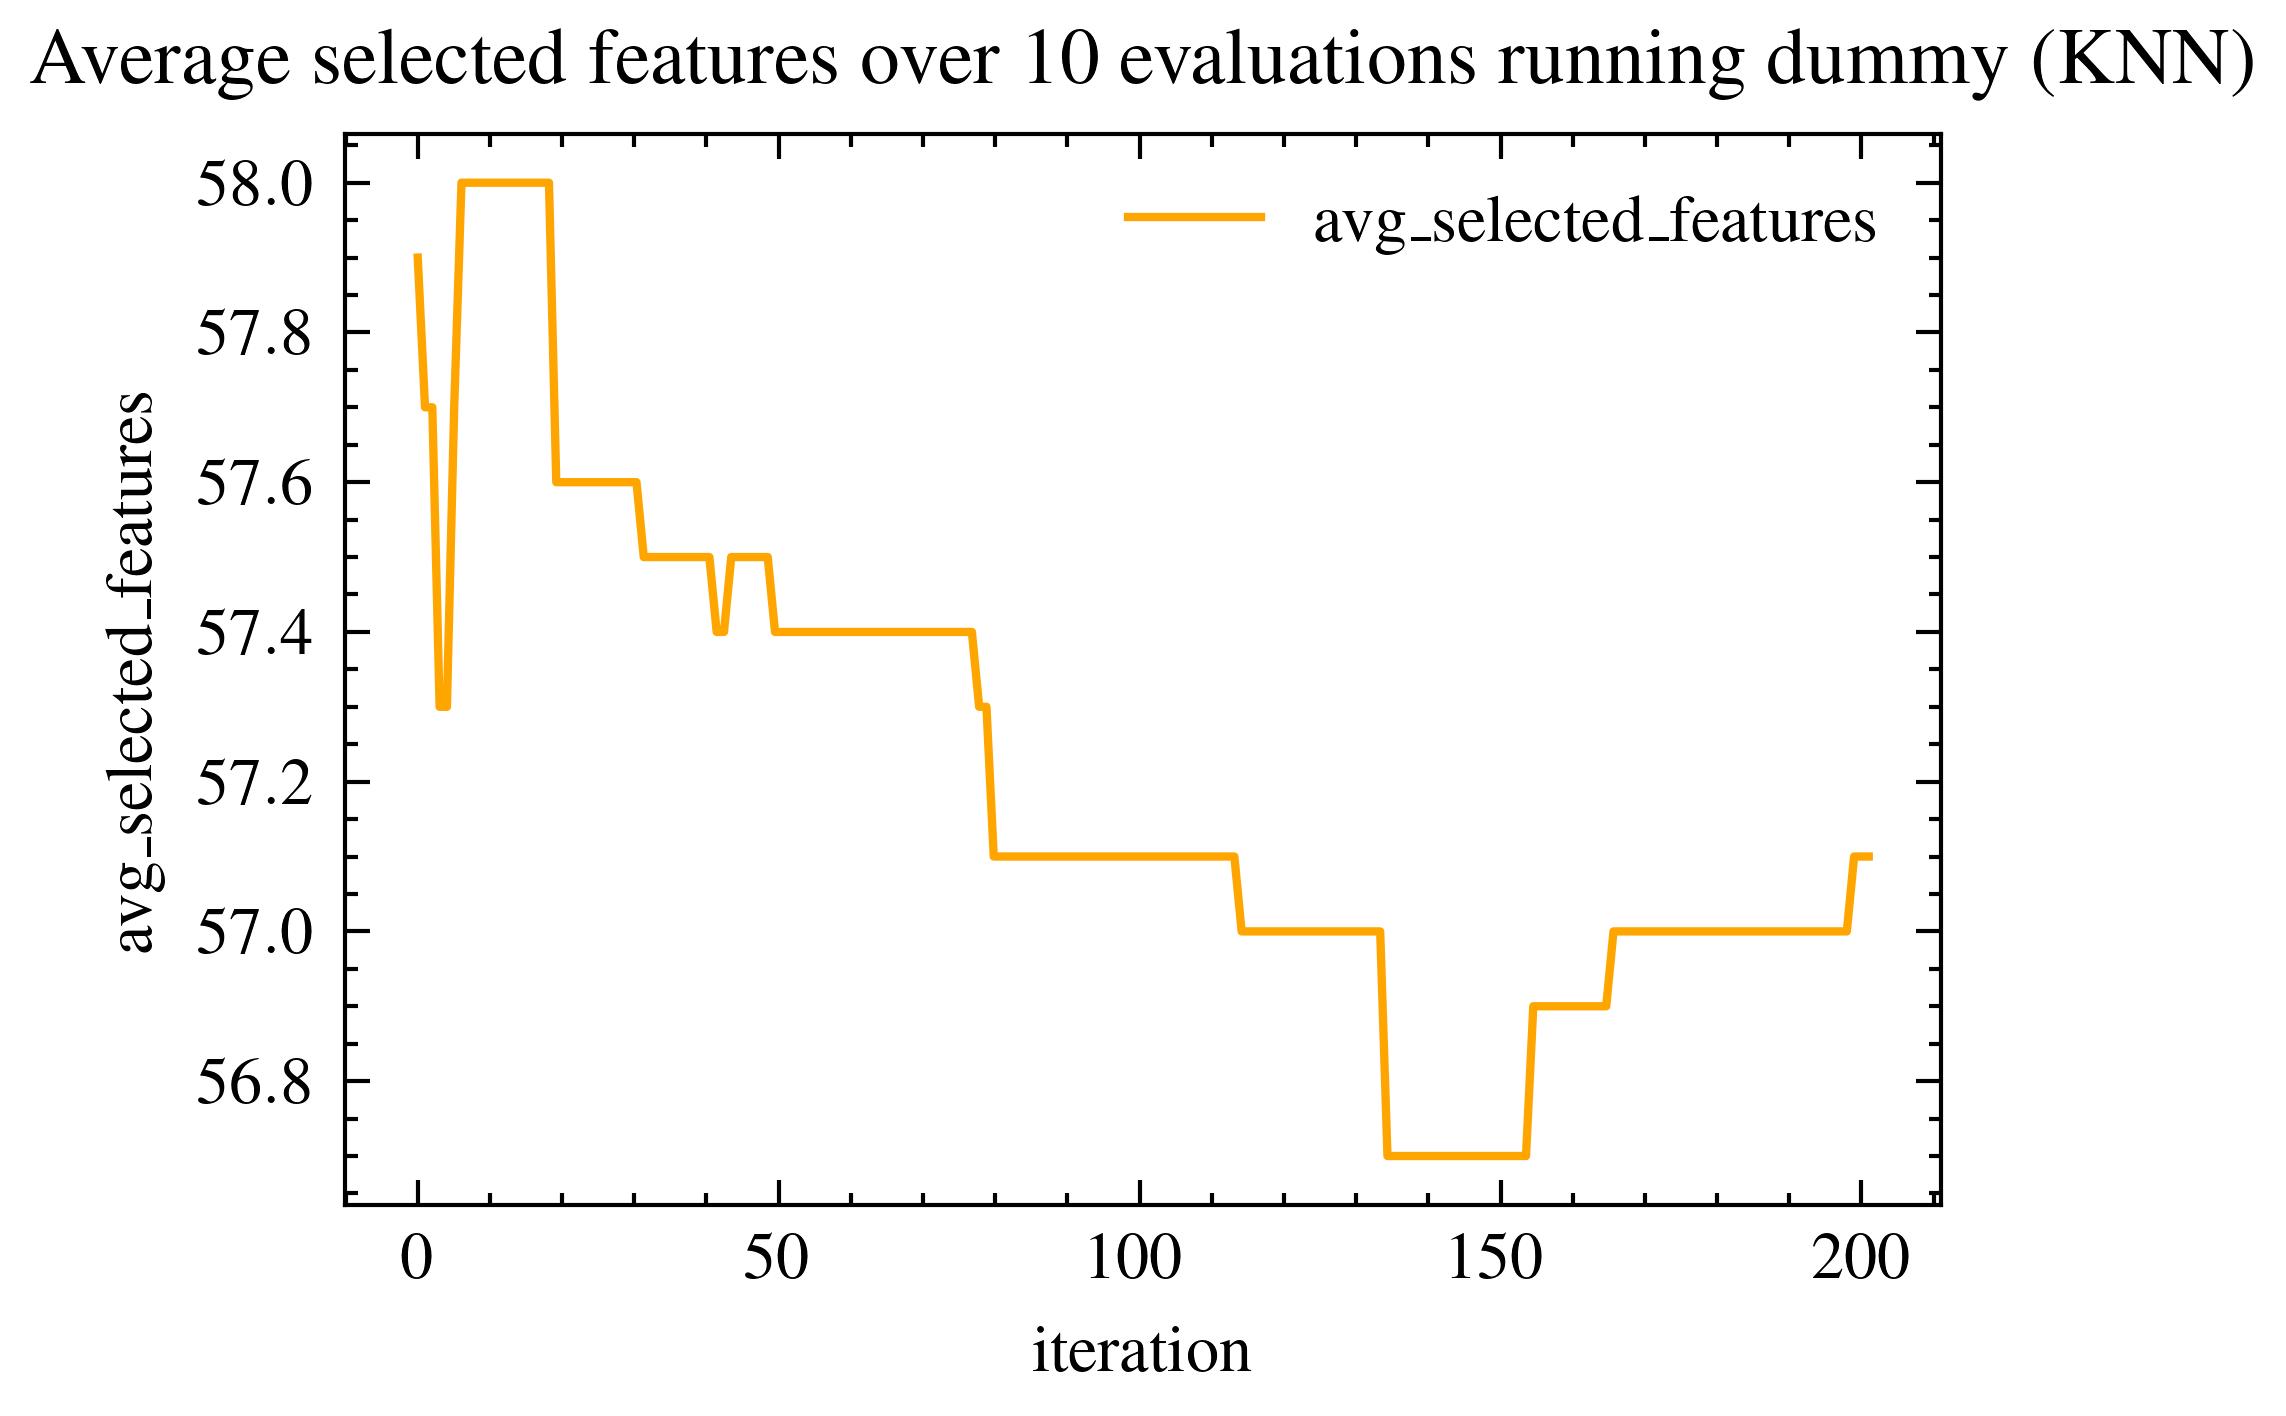 Average selected features over 10 evaluations running dummy (KNN)
avg_selected_features
58.0
57.8
57.6
57.4
57.2
57.0
56.8
avg_selected_features
0 50 100 150 200
iteration